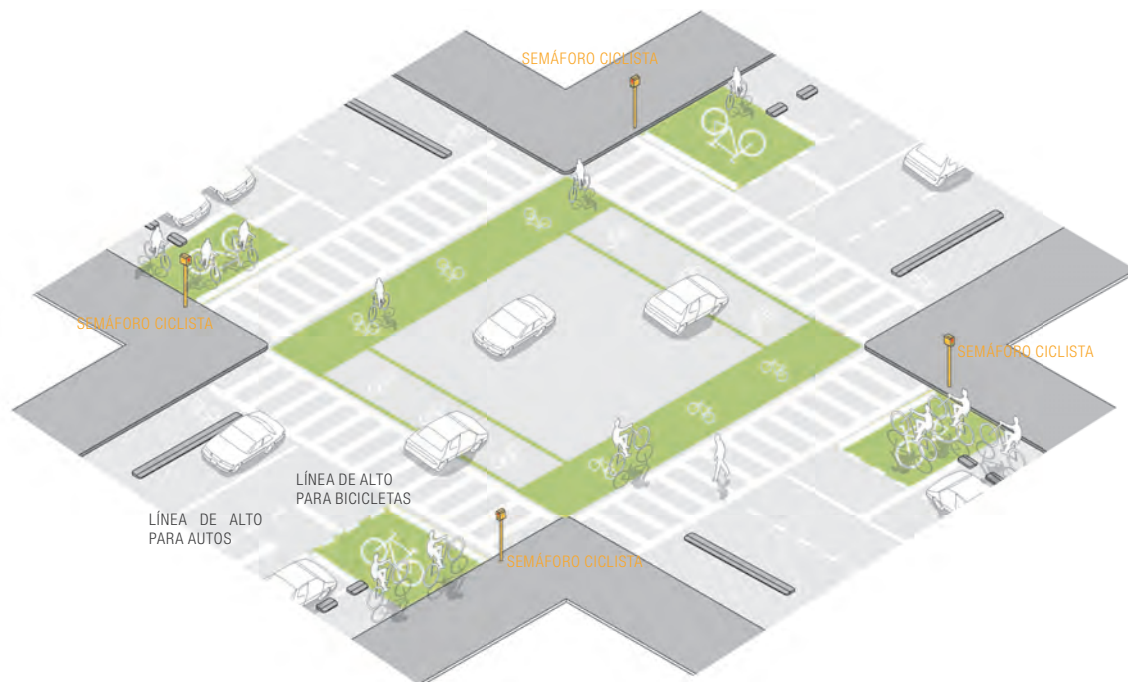 SEMÁFORO CICLISTA
SEMÁFORO CICLISTA
SEMÁFORO CICLISTA
LÍNEA DE ALTO
PARA BICICLETAS
LÍNEA DE ALTO
PARA AUTOS
SEMÁFORO CICLISTA